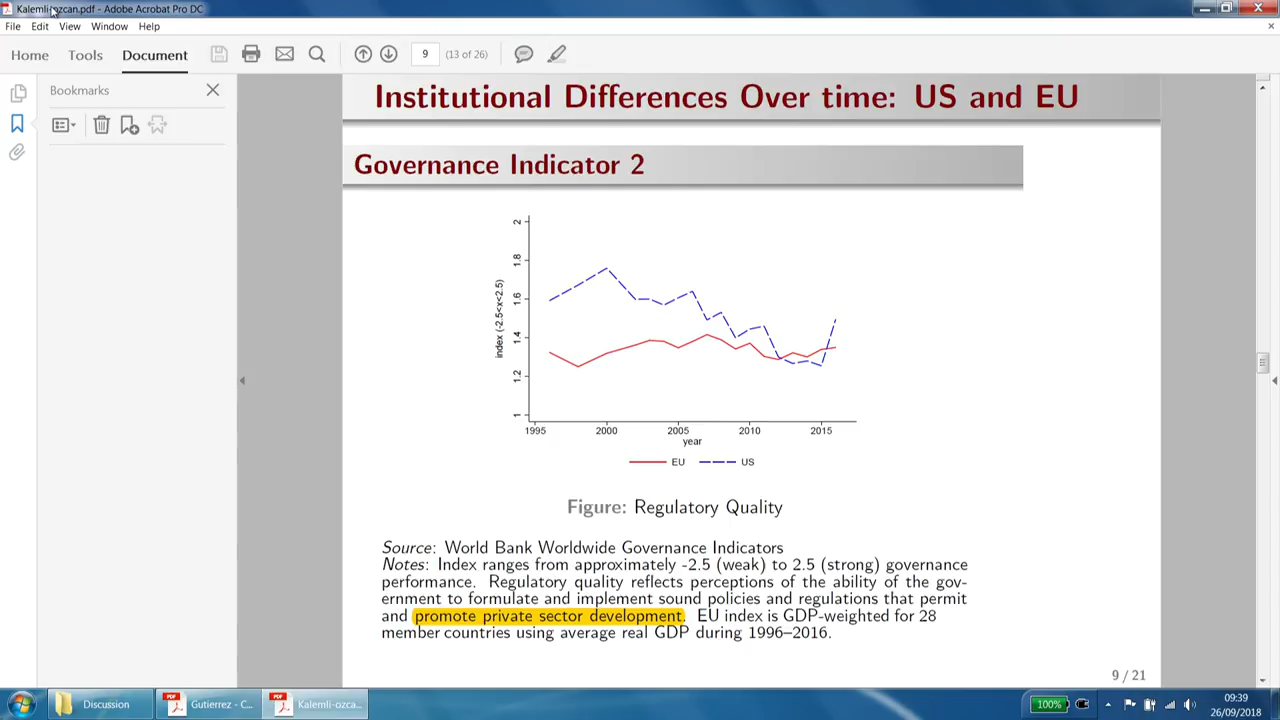 Kalemli-ozcan.pdf - Adobe Acrobat Pro DC
File Edit View Window Help
Home Tools Document 9 (13 of 26)
Bookmarks
Institutional Differences Over time: US and EU
Governance Indicator 2
index (-2.5<x<2.5)
2
1.8
1.6
1.4
1.2
1
1995 2000 2005 2010 2015
year
EU US
Figure: Regulatory Quality
Source: World Bank Worldwide Governance Indicators
Notes: Index ranges from approximately -2.5 (weak) to 2.5 (strong) governance
performance. Regulatory quality reflects perceptions of the ability of the gov-
ernment to formulate and implement sound policies and regulations that permit
and promote private sector development. EU index is GDP-weighted for 28
member countries using average real GDP during 1996–2016.
9 / 21
Discussion Gutierrez - C... Kalemli-ozca... 100% 09:39
26/09/2018